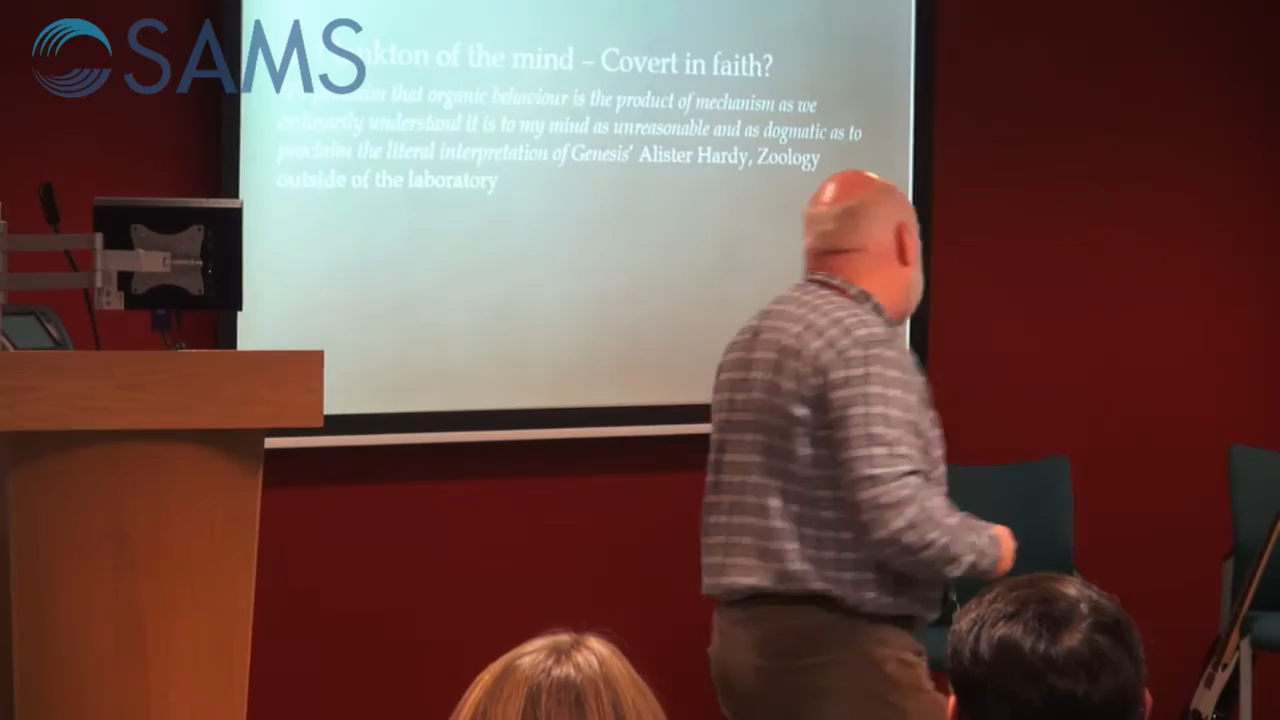 SAMS
of the mind – Covert in faith?
that organic behaviour is the product of mechanism as we
ordinarily understand it is to my mind as unreasonable and as dogmatic as to
proclaim the literal interpretation of Genesis' Alister Hardy, Zoology
outside of the laboratory